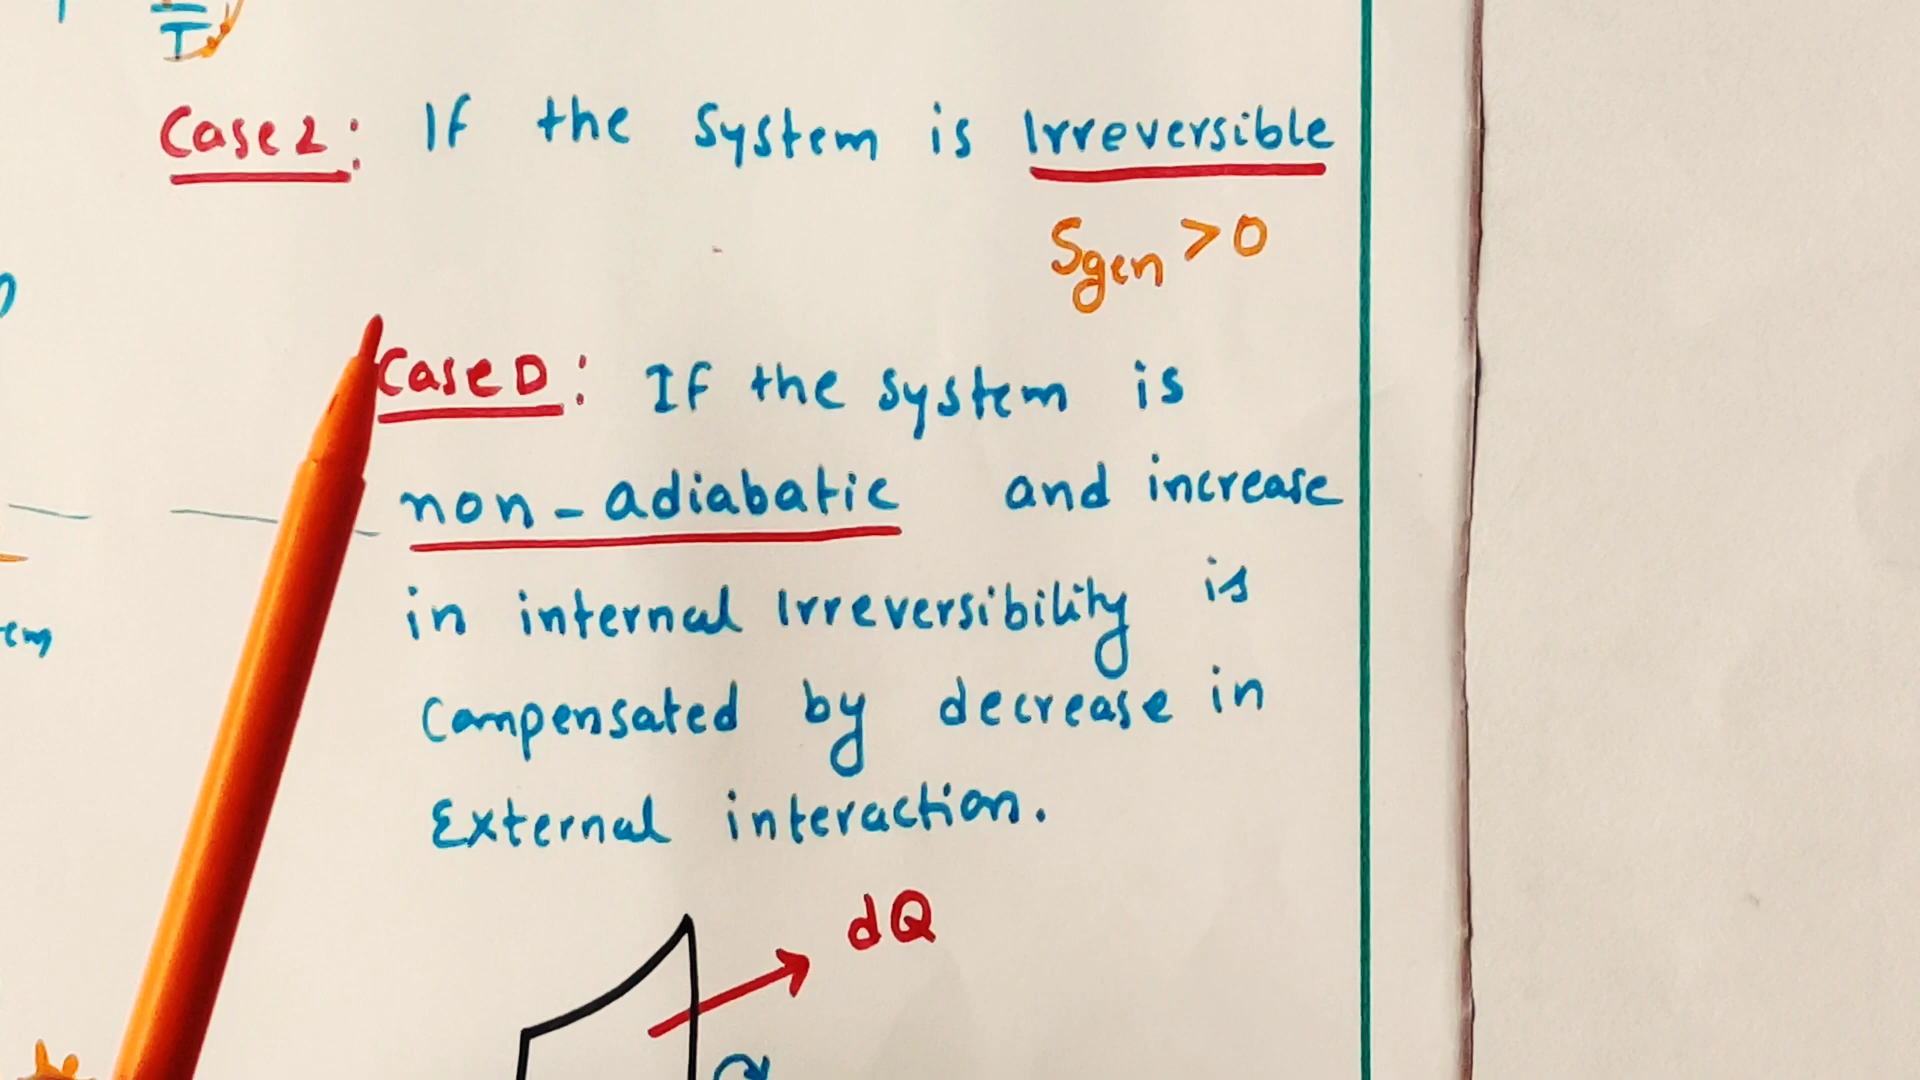 T
Case 2: If the system is Irreversible
Sgen > 0
Case D: If the system is
non-adiabatic and increase
in internal Irreversibility is
compensated by decrease in
External interaction.
dQ